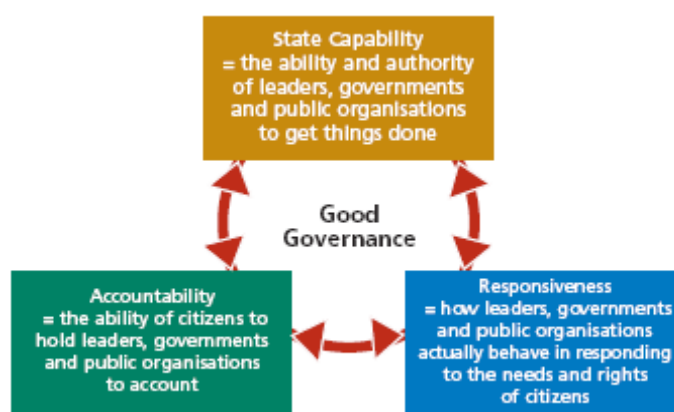 State Capability
= the ability and authority
of leaders, governments
and public organisations
to get things done
Good
Governance
Accountability
= the ability of citizens to
hold leaders, governments
and public organisations
to account
Responsiveness
= how leaders, governments
and public organisations
actually behave in responding
to the needs and rights
of citizens